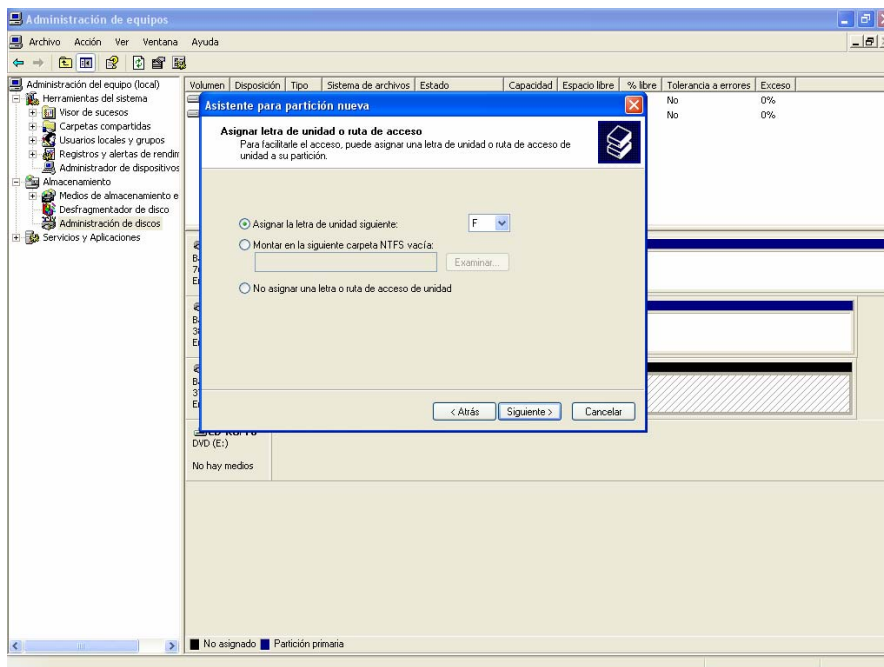 Administración de equipos
Archivo Acción Ver Ventana Ayuda
Administración del equipo (local)
Herramientas del sistema
Visor de sucesos
Carpetas compartidas
Usuarios locales y grupos
Registros y alertas de rendim
Administrador de dispositivos
Almacenamiento
Medios de almacenamiento e
Desfragmentador de disco
Administración de discos
Servicios y Aplicaciones
Volumen Disposición Tipo Sistema de archivos Estado Capacidad Espacio libre % libre Tolerancia a errores Exceso
No 0%
No 0%
Asistente para partición nueva
Asignar letra de unidad o ruta de acceso
Para facilitarle el acceso, puede asignar una letra de unidad o ruta de acceso de
unidad a su partición.
Asignar la letra de unidad siguiente: F
Montar en la siguiente carpeta NTFS vacía:
Examinar...
No asignar una letra o ruta de acceso de unidad
< Atrás Siguiente > Cancelar
DVD (E:)
No hay medios
No asignado Partición primaria